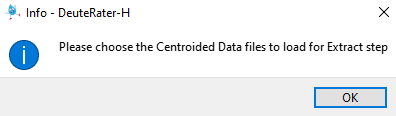 Info - DeuteRater-H
Please choose the Centroided Data files to load for Extract step
OK